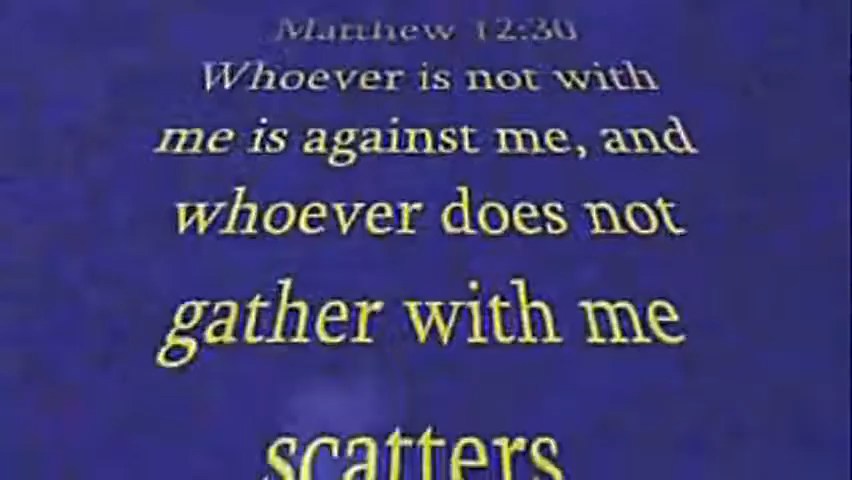 Matthew 12:30
Whoever is not with
me is against me, and
whoever does not
gather with me
scatters